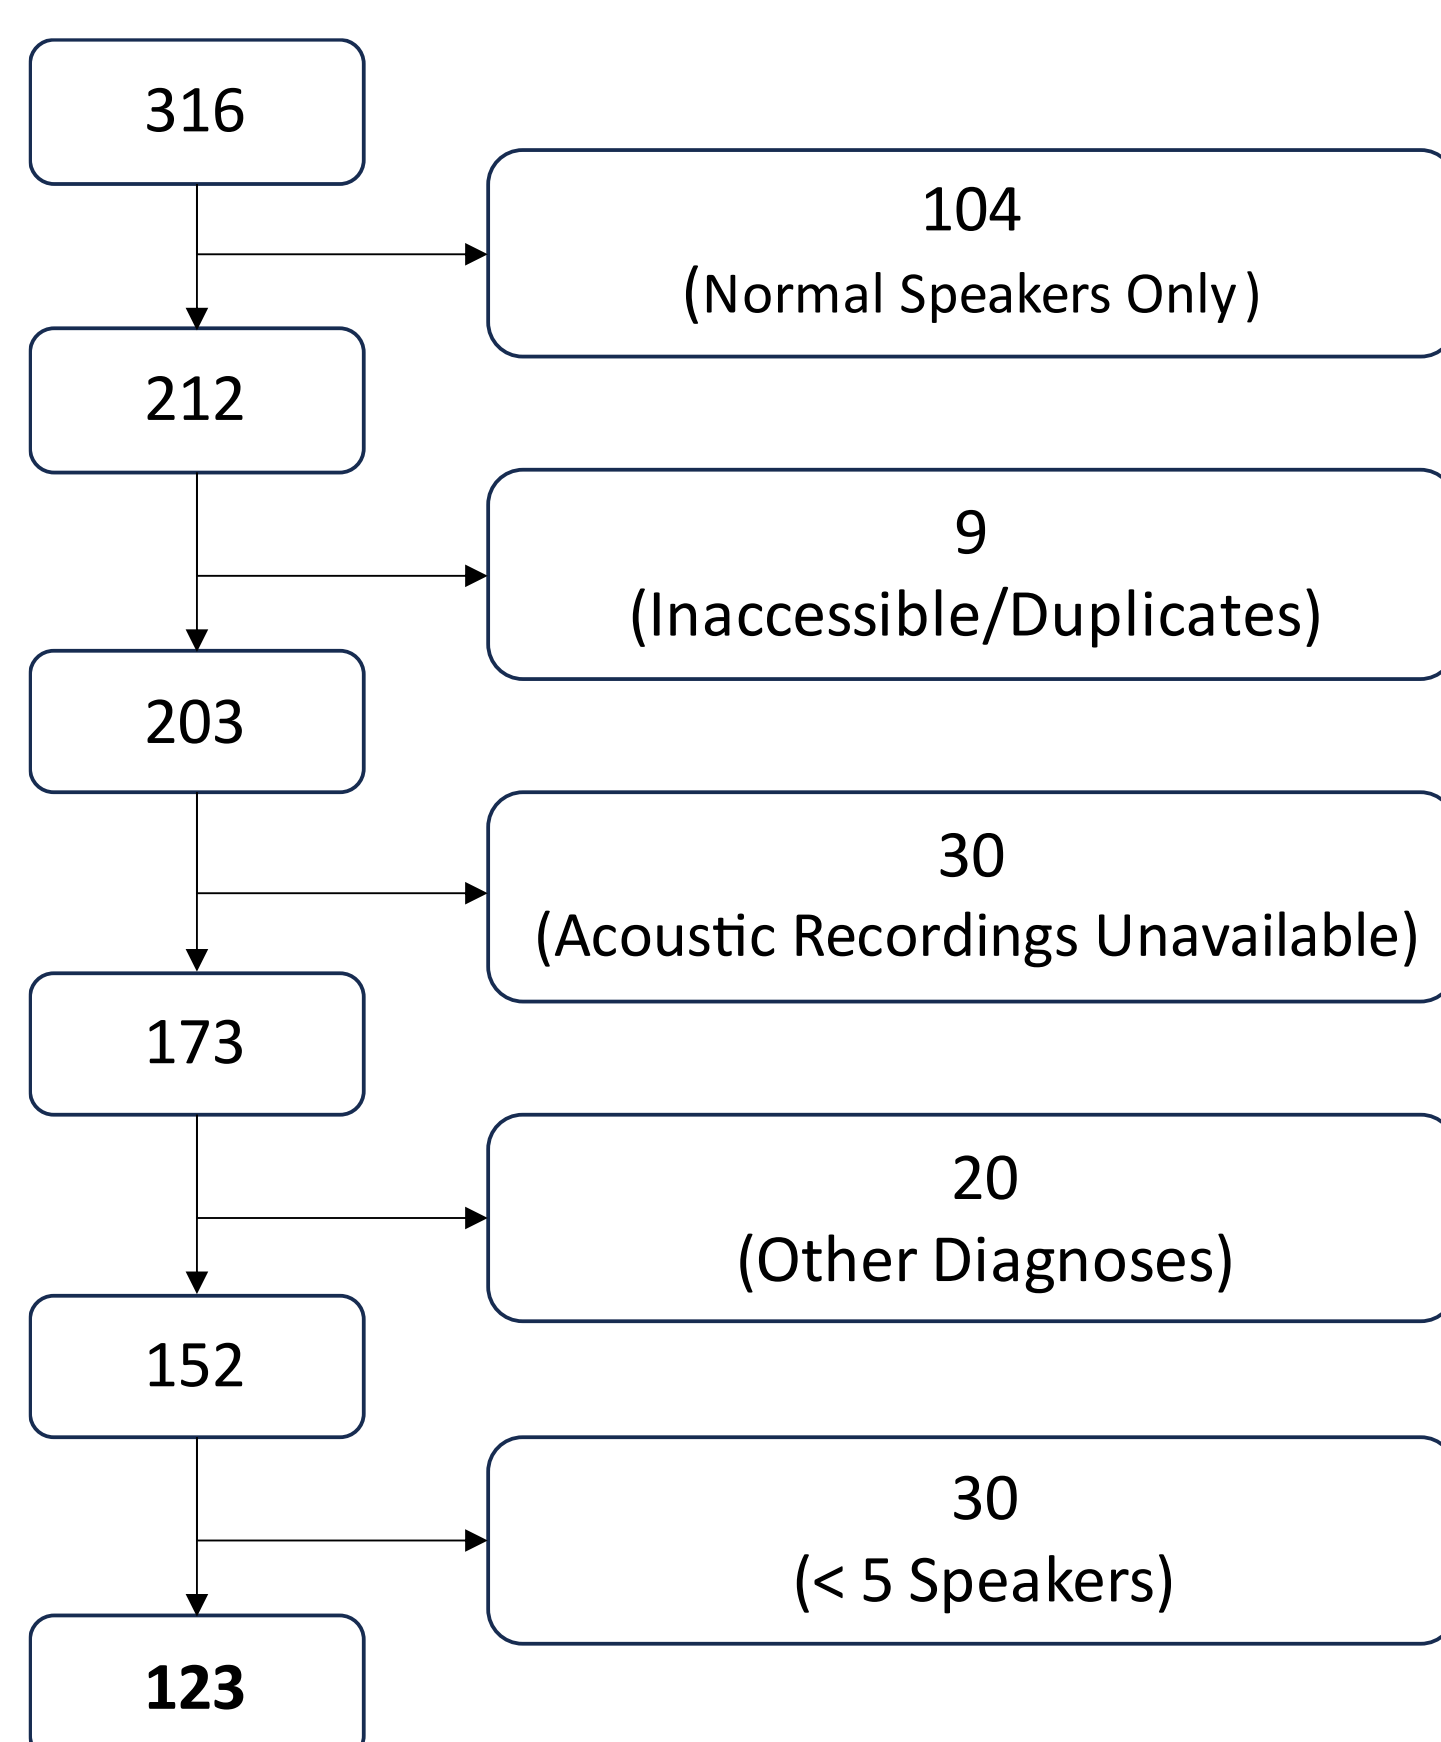 316
104
(Normal Speakers Only)
212
9
(Inaccessible/Duplicates)
203
30
(Acoustic Recordings Unavailable)
173
20
(Other Diagnoses)
152
30
(< 5 Speakers)
123